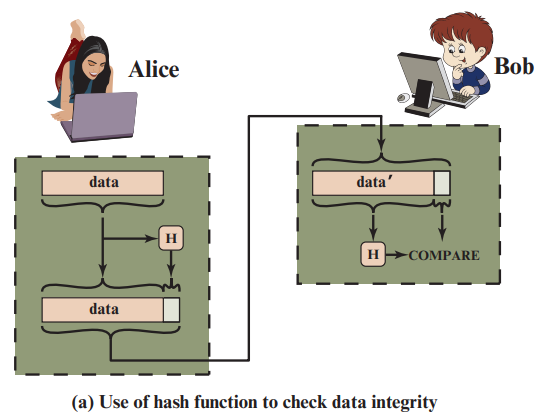 Alice
Bob
data
H
data
data′
H
COMPARE
(a) Use of hash function to check data integrity